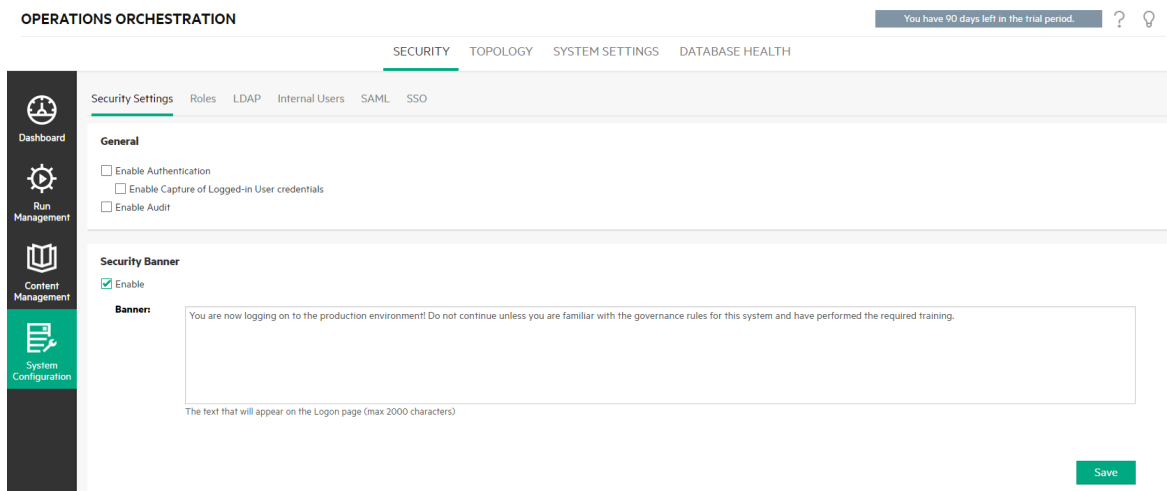 OPERATIONS ORCHESTRATION
You have 90 days left in the trial period.
?
SECURITY TOPOLOGY SYSTEM SETTINGS DATABASE HEALTH
Security Settings Roles LDAP Internal Users SAML SSO
Dashboard
Run
Management
Content
Management
System
Configuration
General
Enable Authentication
Enable Capture of Logged-in User credentials
Enable Audit
Security Banner
Enable
Banner:
You are now logging on to the production environment! Do not continue unless you are familiar with the governance rules for this system and have performed the required training.
The text that will appear on the Logon page (max 2000 characters)
Save